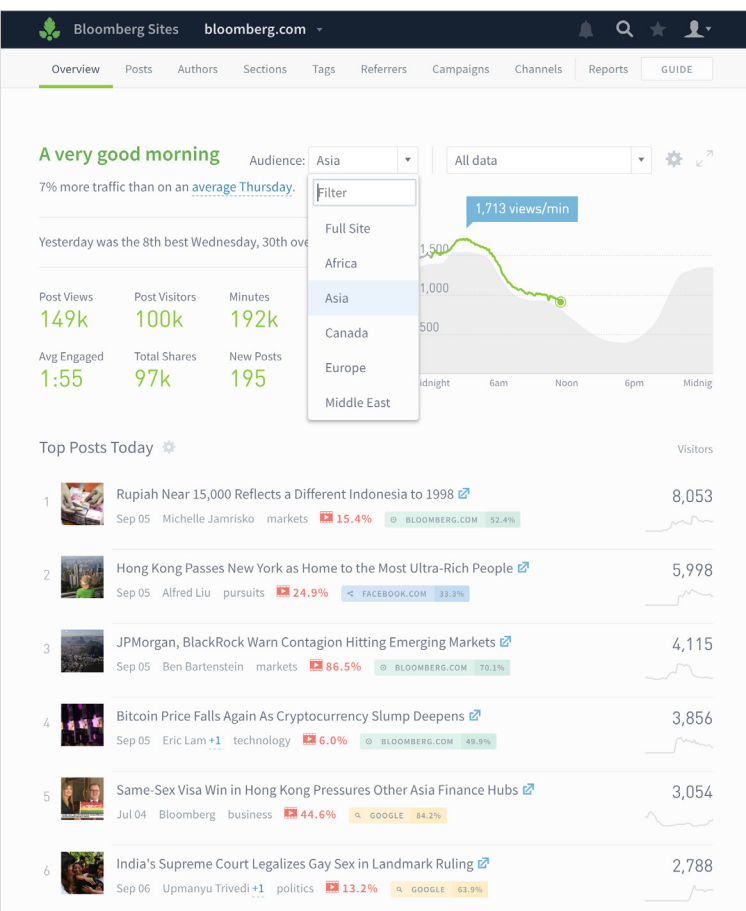 Bloomberg Sites bloomberg.com
Overview Posts Authors Sections Tags Referrers Campaigns Channels Reports GUIDE
A very good morning
Audience: Asia All data
7% more traffic than on an average Thursday.
Filter
1,713 views/min
Full Site
Yesterday was the 8th best Wednesday, 30th ove
1,500
Africa
Asia
1,000
Post Views Post Visitors Minutes
149k 100k 192k
Canada
500
Avg Engaged Total Shares New Posts
1:55 97k 195
Europe
idnight 6am Noon 6pm Midnig
Middle East
Top Posts Today Visitors
1 Rupiah Near 15,000 Reflects a Different Indonesia to 1998 8,053
Sep 05 Michelle Jamrisko markets 15.4% BLOOMBERG.COM 52.4%
2 Hong Kong Passes New York as Home to the Most Ultra-Rich People 5,998
Sep 05 Alfred Liu pursuits 24.9% FACEBOOK.COM 33.3%
3 JPMorgan, BlackRock Warn Contagion Hitting Emerging Markets 4,115
Sep 05 Ben Bartenstein markets 86.5% BLOOMBERG.COM 70.1%
4 Bitcoin Price Falls Again As Cryptocurrency Slump Deepens 3,856
Sep 05 Eric Lam +1 technology 6.0% BLOOMBERG.COM 49.9%
5 Same-Sex Visa Win in Hong Kong Pressures Other Asia Finance Hubs 3,054
Jul 04 Bloomberg business 44.6% GOOGLE 84.2%
6 India's Supreme Court Legalizes Gay Sex in Landmark Ruling 2,788
Sep 06 Upmanyu Trivedi +1 politics 13.2% GOOGLE 63.9%